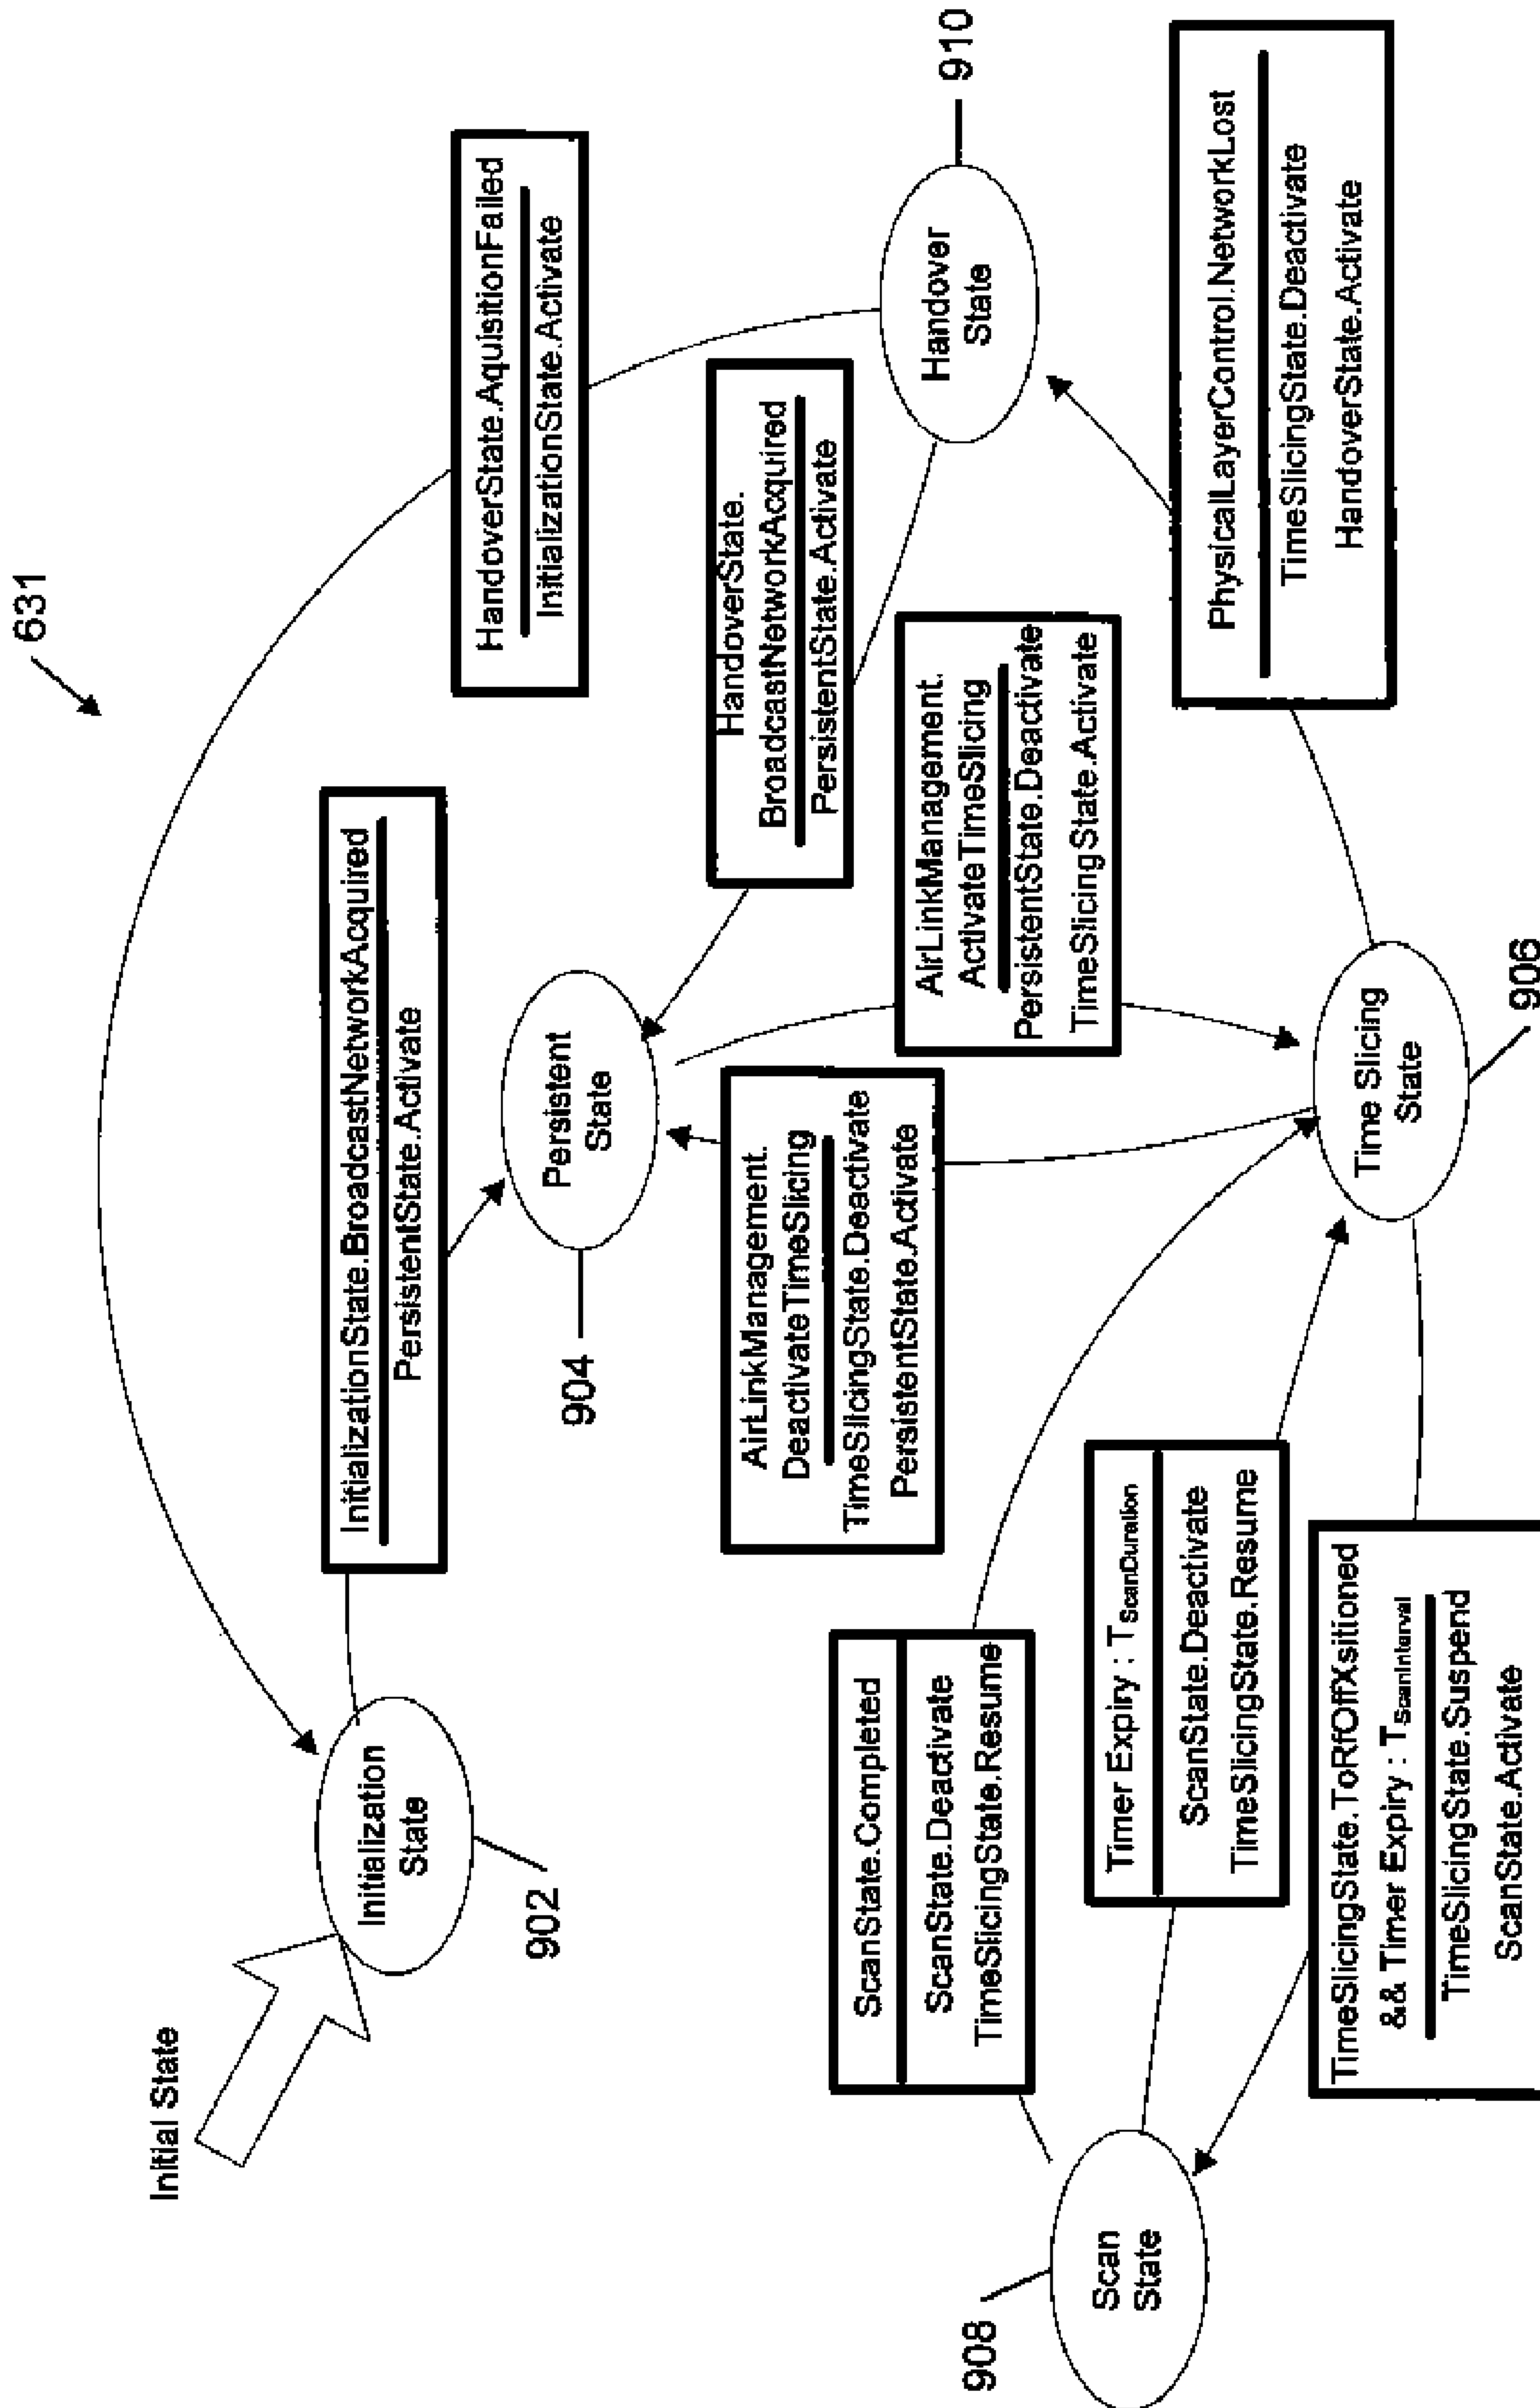 631
Initial State
Initialization
State
902
InitializationState.BroadcastNetworkAcquired
PersistentState.Activate
HandoverState.AquisitionFailed
InitializationState.Activate
Persistent
State
904
HandoverState.
BroadcastNetworkAcquired
PersistentState.Activate
Handover
State
910
AirLinkManagement.
DeactivateTimeSlicing
TimeSlicingState.Deactivate
PersistentState.Activate
AirLinkManagement.
ActivateTimeSlicing
PersistentState.Deactivate
TimeSlicingState.Activate
ScanState.Completed
ScanState.Deactivate
TimeSlicingState.Resume
Timer Expiry : TScanDuration
ScanState.Deactivate
TimeSlicingState.Resume
PhysicalLayerControl.NetworkLost
TimeSlicingState.Deactivate
HandoverState.Activate
908
Scan
State
TimeSlicingState.ToRfOffXsitioned
&& Timer Expiry : TScanInterval
TimeSlicingState.Suspend
ScanState.Activate
Time Slicing
State
906